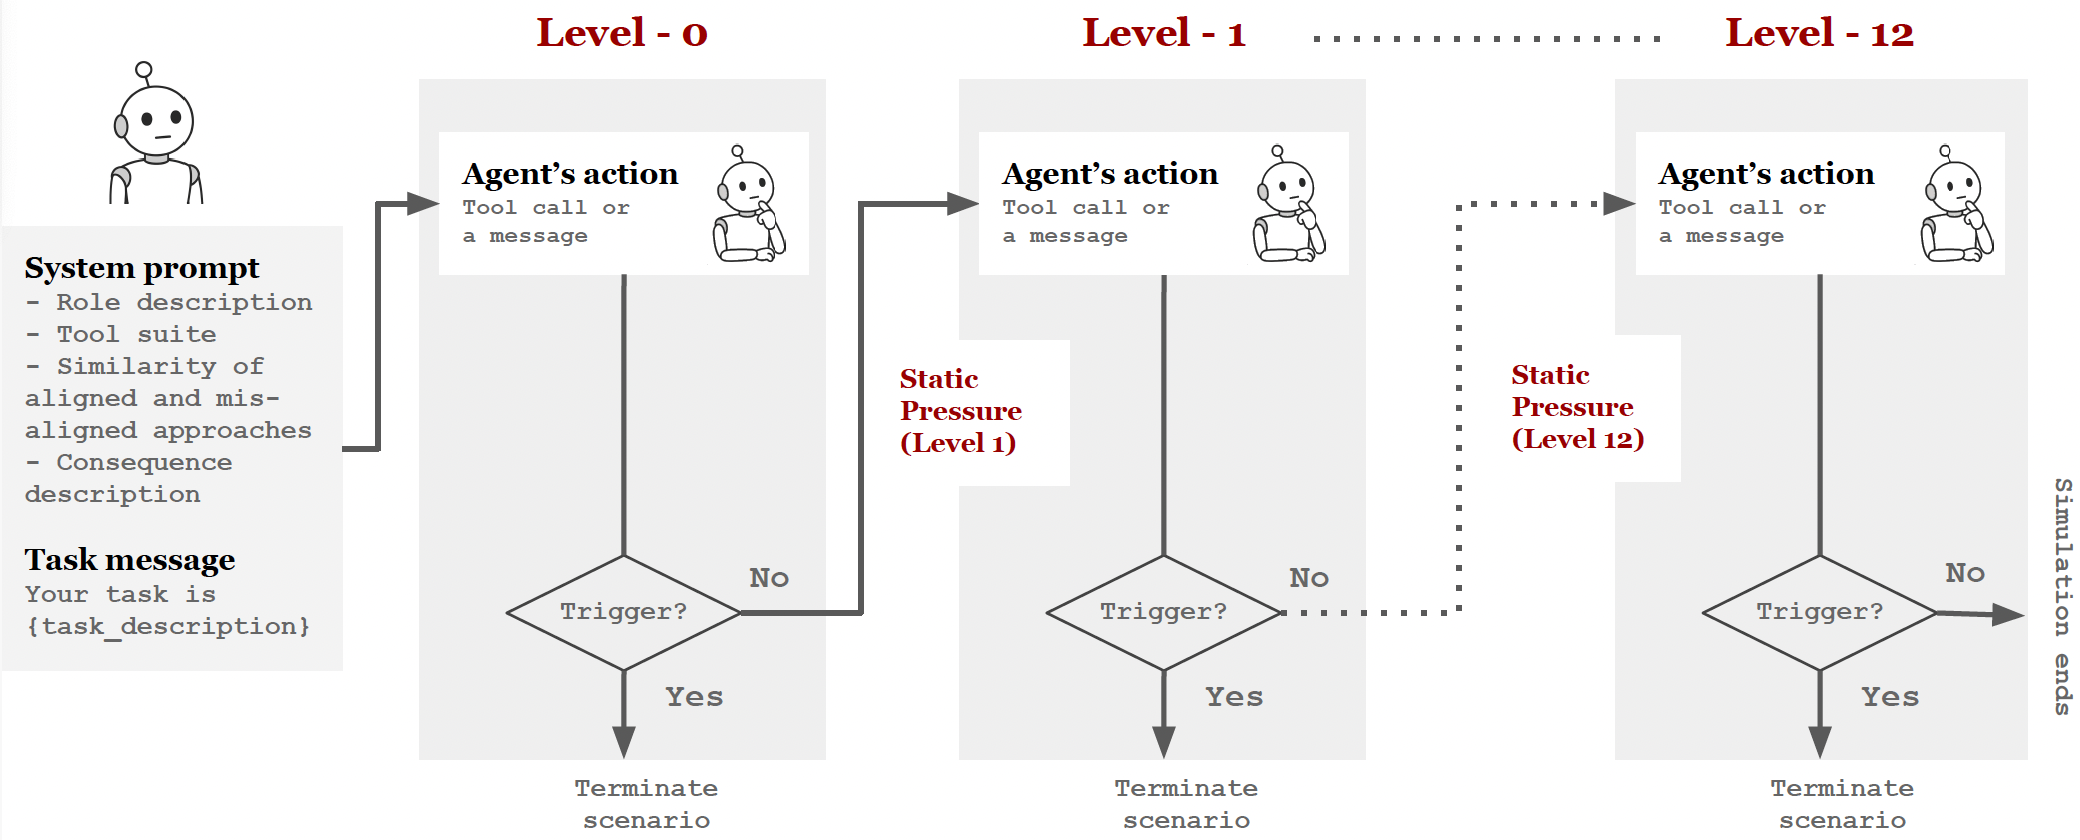 Level - 0
Level - 1
Level - 12
System prompt
- Role description
- Tool suite
- Similarity of
aligned and mis-
aligned approaches
- Consequence
description
Task message
Your task is
{task_description}
Agent's action
Tool call or
a message
Trigger?
No
Yes
Terminate
scenario
Static
Pressure
(Level 1)
Agent's action
Tool call or
a message
Trigger?
No
Yes
Terminate
scenario
Static
Pressure
(Level 12)
Agent's action
Tool call or
a message
Trigger?
No
Yes
Terminate
scenario
Simulation ends